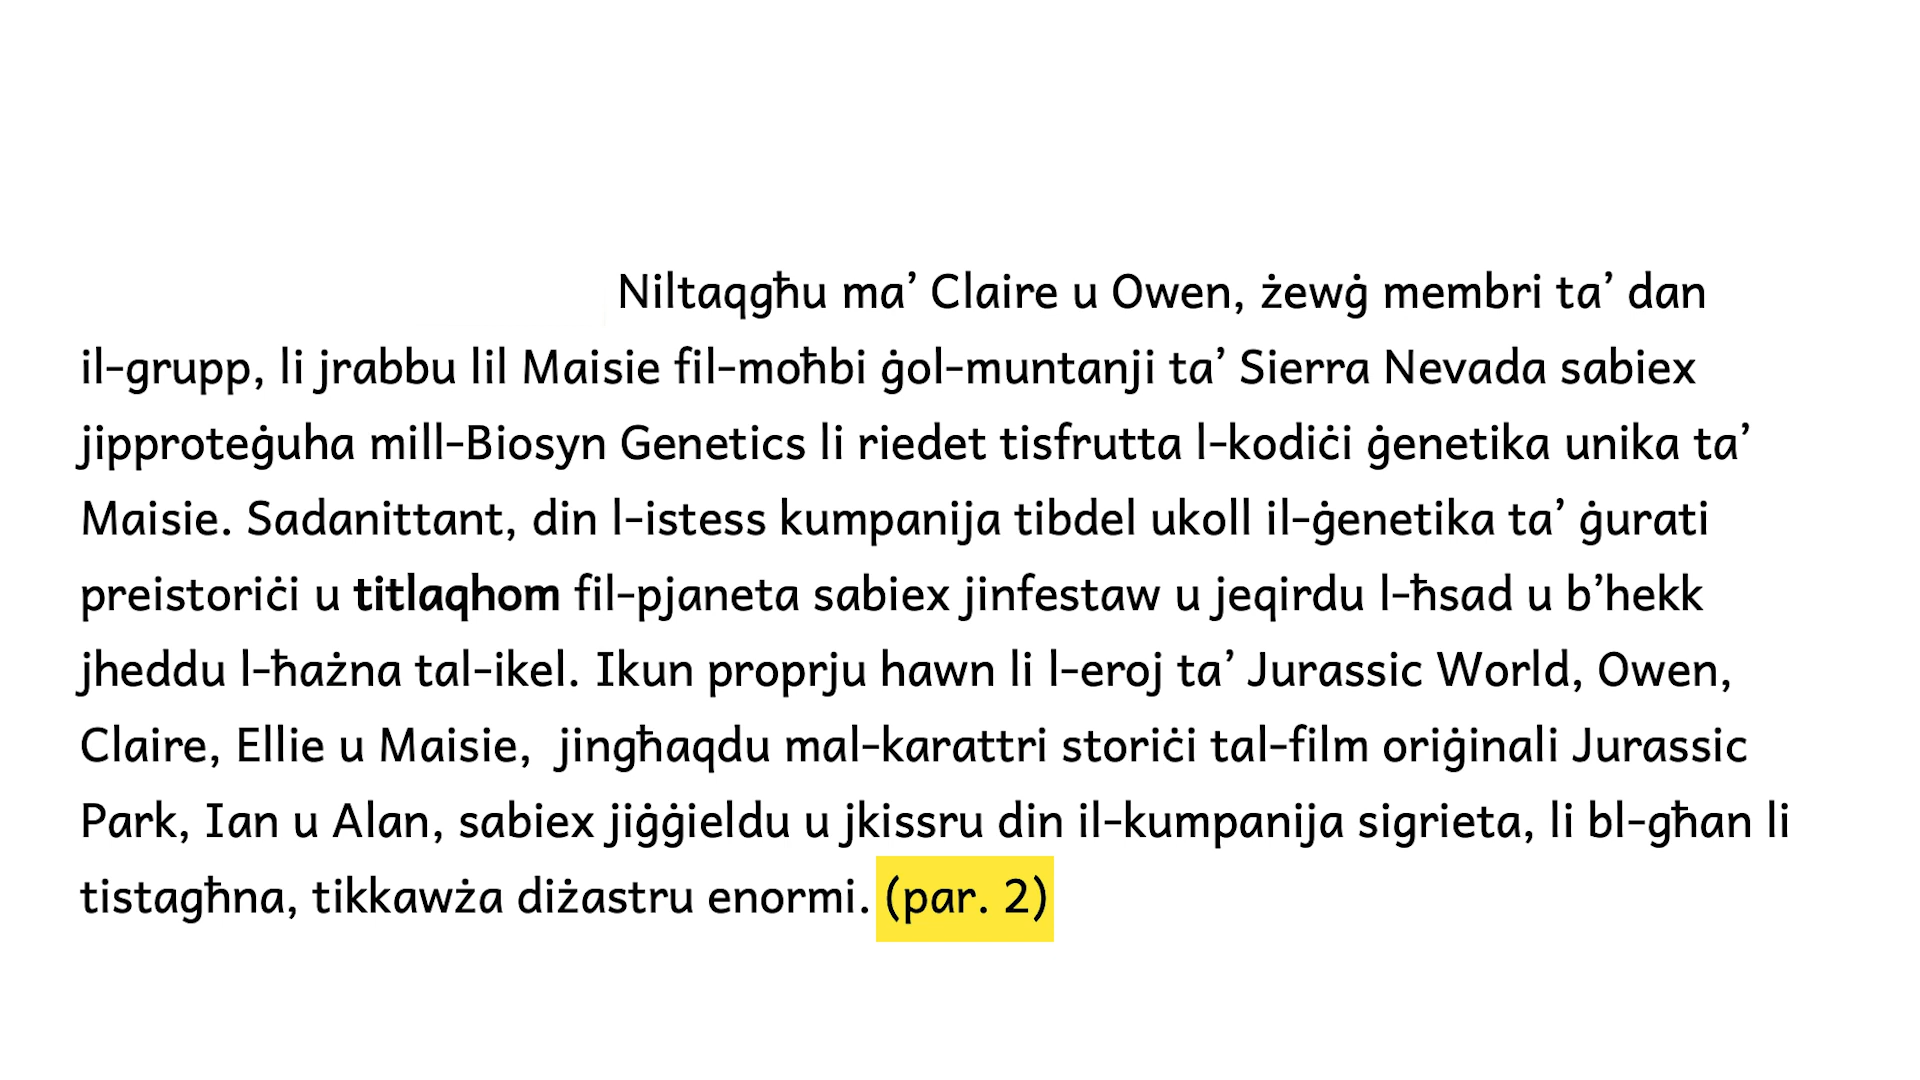 Niltaqgħu ma’ Claire u Owen, żewġ membri ta’ dan
il-grupp, li jrabbu lil Maisie fil-moħbi ġol-muntanji ta’ Sierra Nevada sabiex
jipproteġuha mill-Biosyn Genetics li riedet tisfrutta l-kodiċi ġenetika unika ta’
Maisie. Sadanittant, din l-istess kumpanija tibdel ukoll il-ġenetika ta’ ġurati
preistoriċi u titlaqhom fil-pjaneta sabiex jinfestaw u jeqirdu l-ħsad u b’hekk
jheddu l-ħażna tal-ikel. Ikun proprju hawn li l-eroj ta’ Jurassic World, Owen,
Claire, Ellie u Maisie,  jingħaqdu mal-karattri storiċi tal-film oriġinali Jurassic
Park, Ian u Alan, sabiex jiġġieldu u jkissru din il-kumpanija sigrieta, li bl-għan li
tistagħna, tikkawża diżastru enormi. (par. 2)